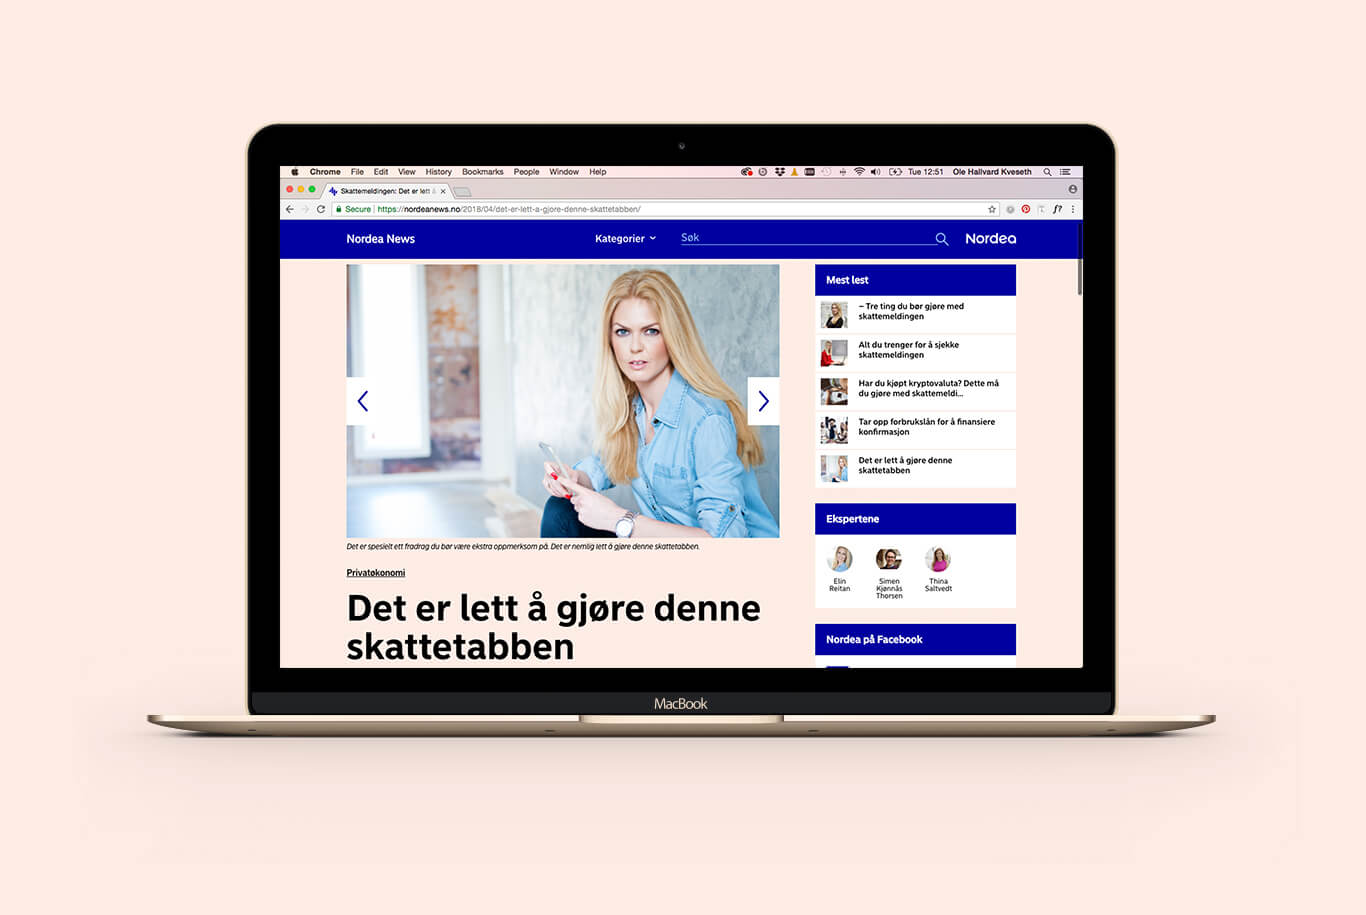 Chrome File Edit View History Bookmarks People Window Help Tue 12:51 Ole Hallvard Kveseth
Skattemeldingen: Det er lett å
Secure https://nordeanews.no/2018/04/det-er-lett-a-gjore-denne-skattetabben/
Nordea News Kategorier Søk Nordea
Det er spesielt ett fradrag du bør være ekstra oppmerksom på. Det er nemlig lett å gjøre denne skattetabben.
Privatøkonomi
Det er lett å gjøre denne
skattetabben
Mest lest
– Tre ting du bør gjøre med
skattemeldingen
Alt du trenger for å sjekke
skattemeldingen
Har du kjøpt kryptovaluta? Dette må
du gjøre med skattemeldi...
Tar opp forbrukslån for å finansiere
konfirmasjon
Det er lett å gjøre denne
skattetabben
Ekspertene
Elin
Reitan
Simen
Kjønnås
Thorsen
Thina
Saltvedt
Nordea på Facebook
MacBook